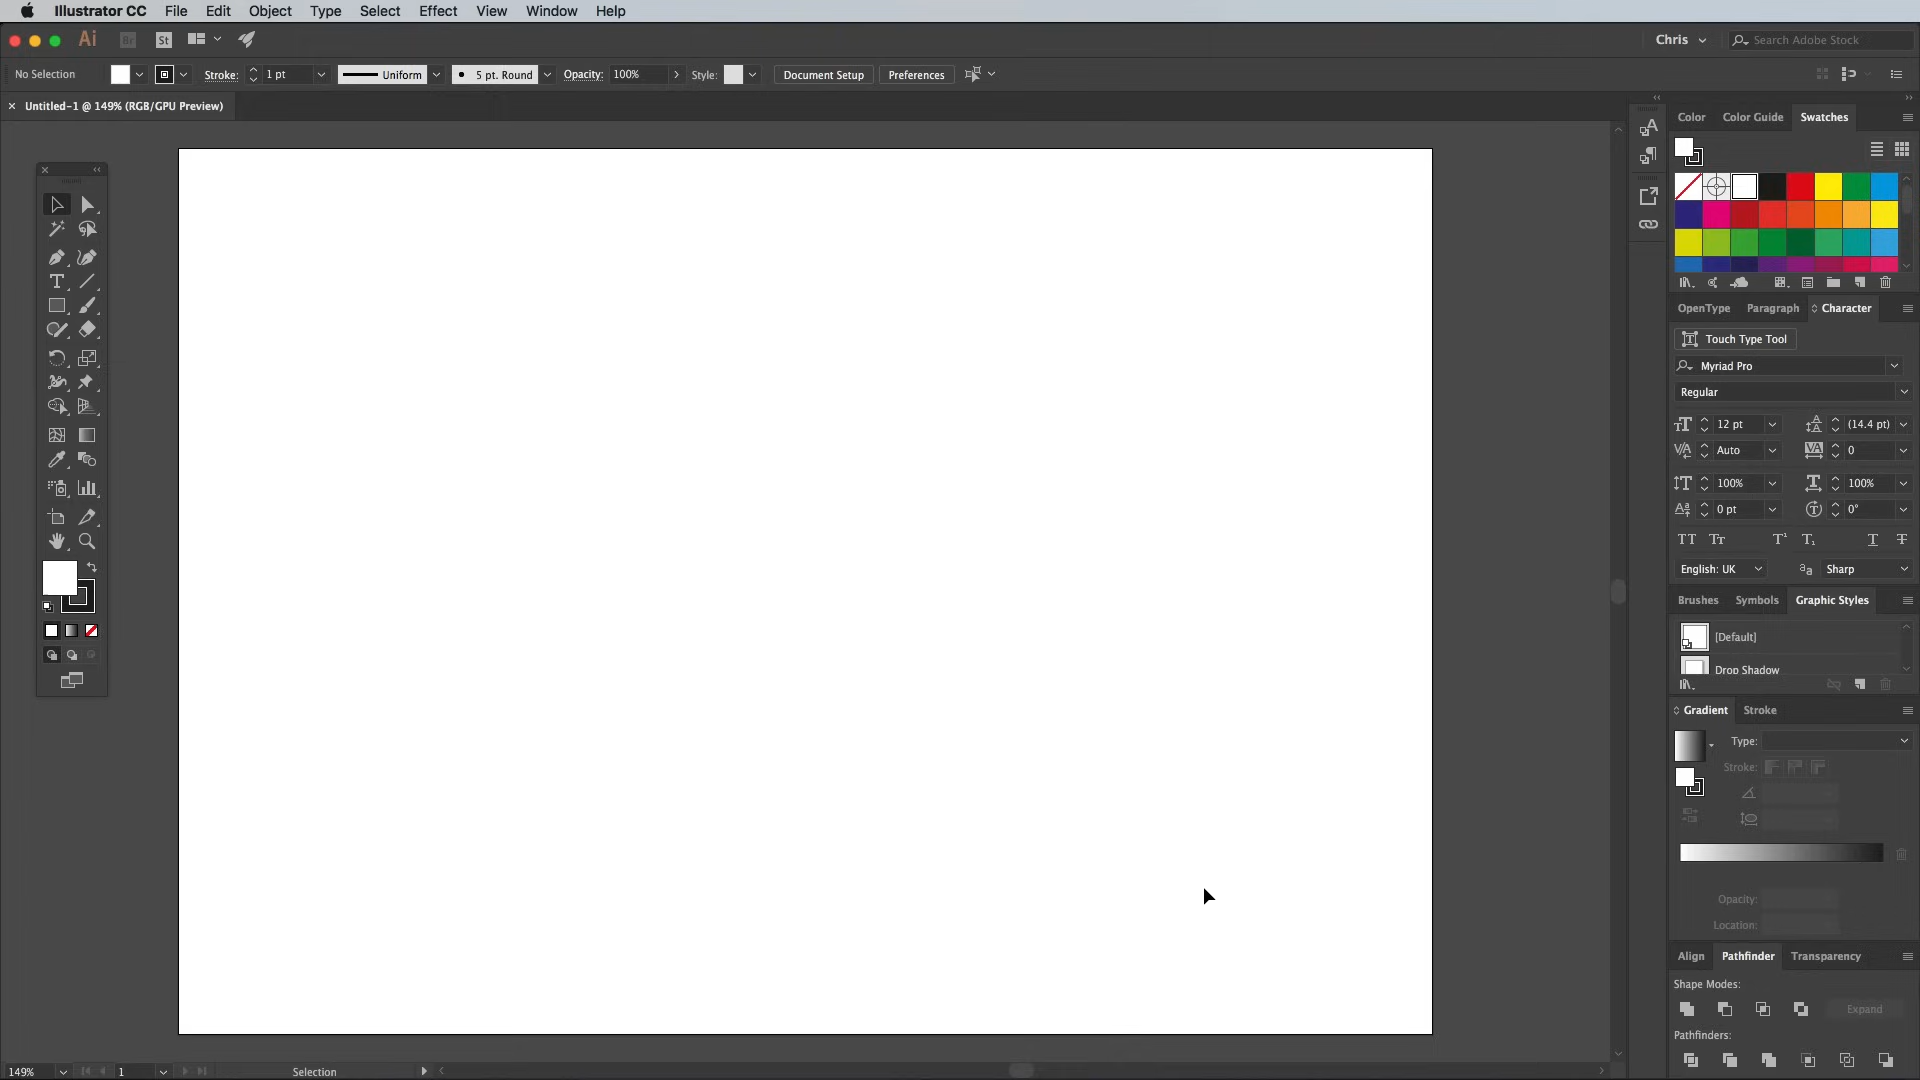 Illustrator CC File Edit Object Type Select Effect View Window Help
Ai Br St Chris Search Adobe Stock
No Selection Stroke: 1 pt Uniform 5 pt. Round Opacity: 100% Style: Document Setup Preferences
× Untitled-1 @ 149% (RGB/GPU Preview)
Color Color Guide Swatches
OpenType Paragraph Character
Touch Type Tool
Myriad Pro
Regular
12 pt (14.4 pt)
Auto 0
100% 100%
0 pt 0°
English: UK Sharp
Brushes Symbols Graphic Styles
[Default]
Drop Shadow
Gradient Stroke
Type:
Stroke:
Opacity:
Location:
Align Pathfinder Transparency
Shape Modes:
Expand
Pathfinders:
149% 1 Selection